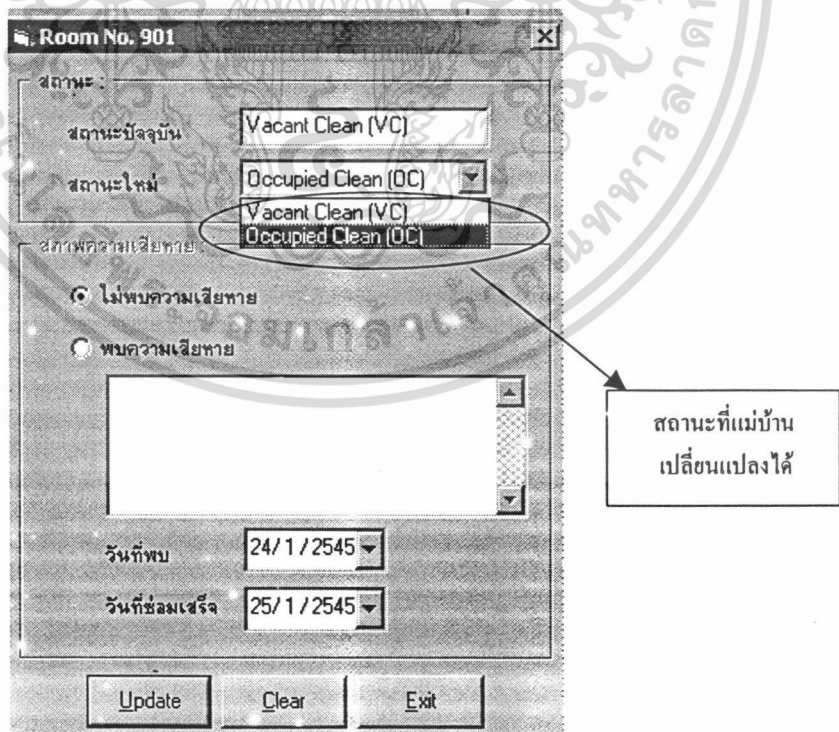 Room No. 901
สถานะ :
สถานะปัจจุบัน
Vacant Clean (VC)
สถานะใหม่
Occupied Clean (OC)
Vacant Clean (VC)
Occupied Clean (OC)
สภาพความเสียหาย :
ไม่พบความเสียหาย
พบความเสียหาย
สถานะที่แม่บ้าน
เปลี่ยนแปลงได้
วันที่พบ
24/ 1 / 2545
วันที่ซ่อมเสร็จ
25/ 1 / 2545
Update
Clear
Exit